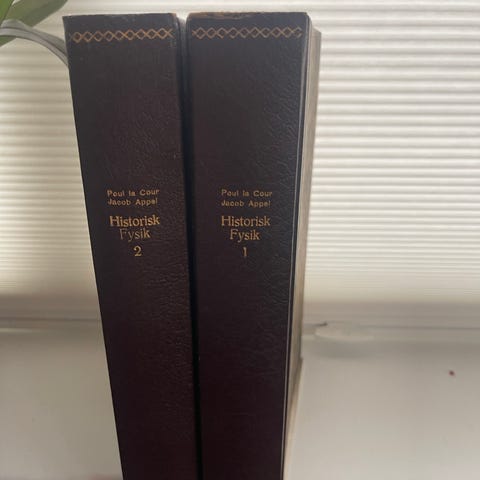 Poul la Cour
Jacob Appel
Historisk
Fysik
2
Poul la Cour
Jacob Appel
Historisk
Fysik
1